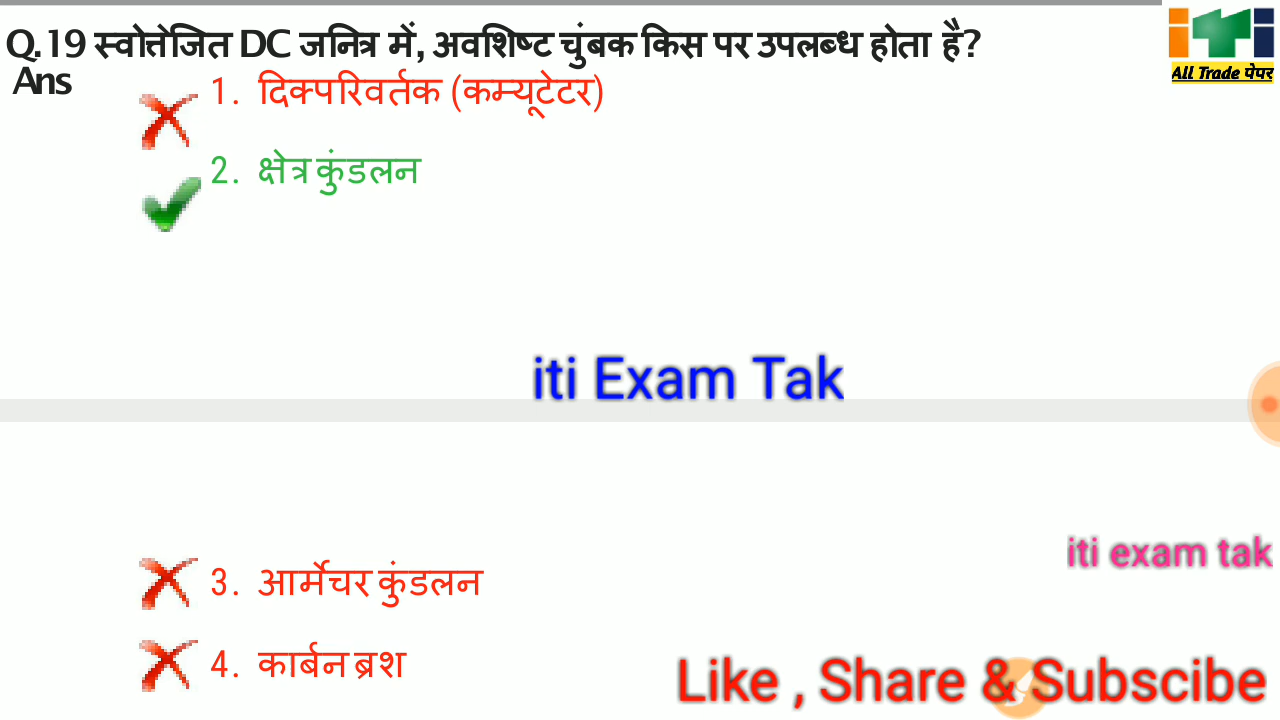 Q.19 स्वोत्तेजित DC जनित्र में, अवशिष्ट चुंबक किस पर उपलब्ध होता है?
iTi
All Trade पेपर
Ans
1. दिक्परिवर्तक (कम्यूटेटर)
2. क्षेत्र कुंडलन
iti Exam Tak
iti exam tak
3. आर्मेचर कुंडलन
4. कार्बन ब्रश
Like , Share & Subscibe